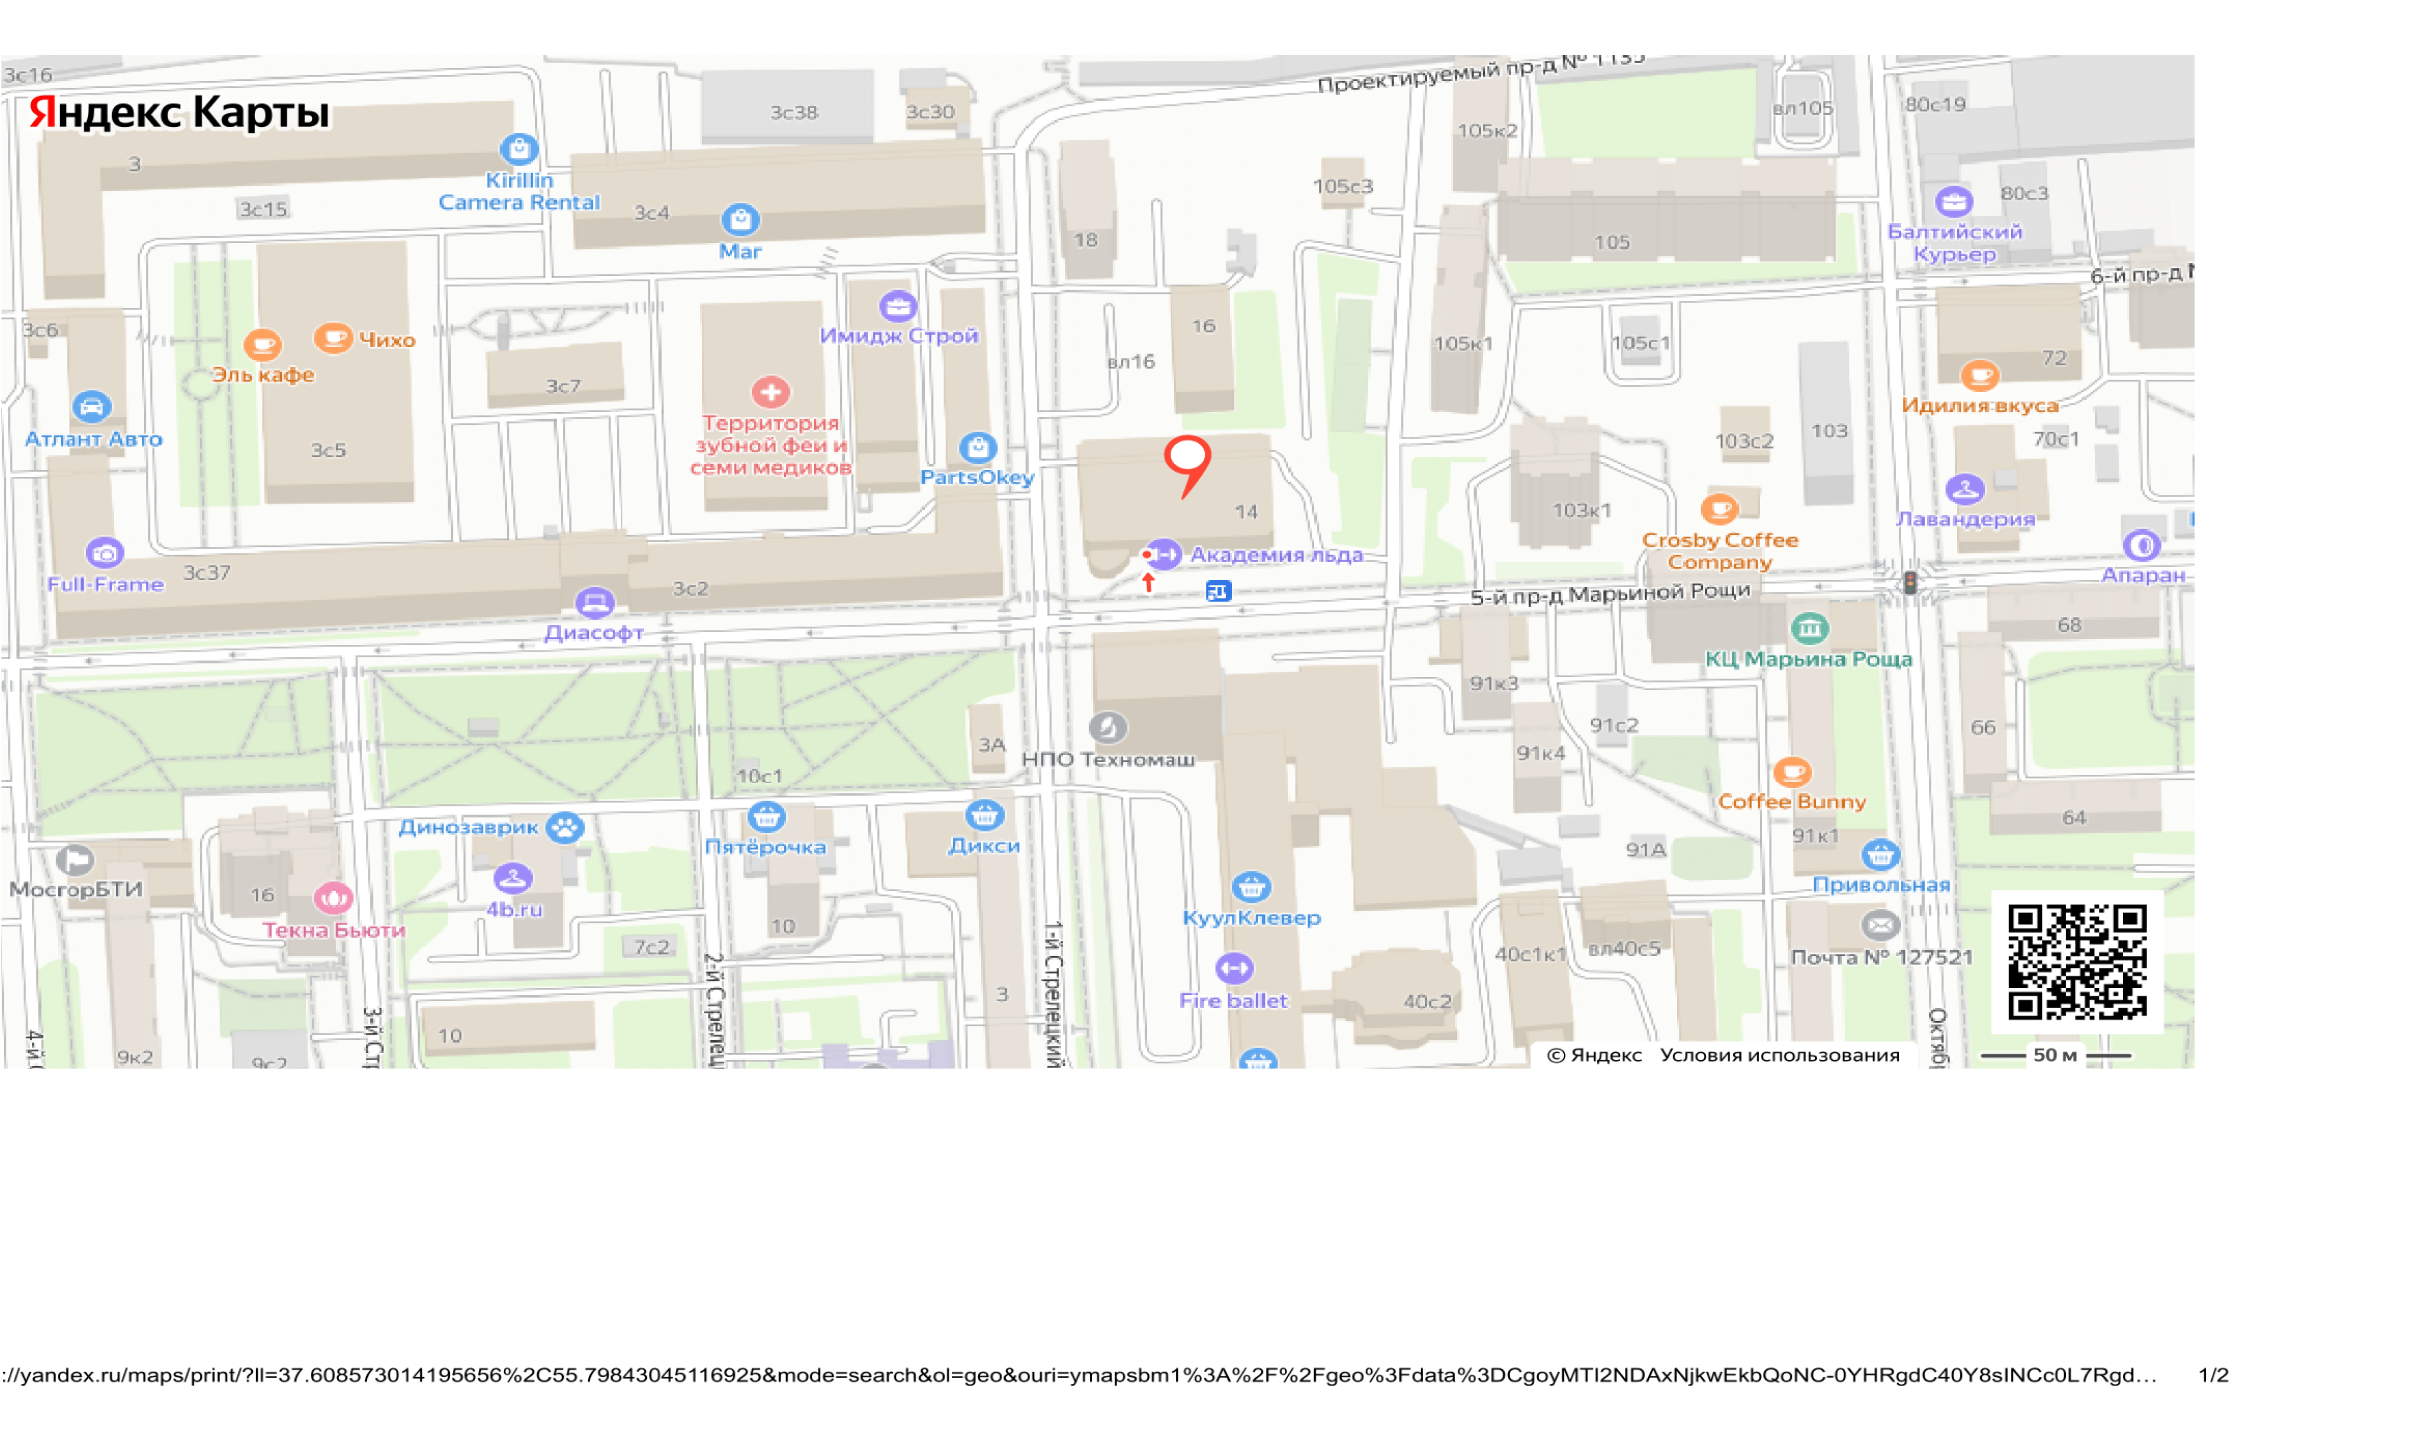 3с16
Яндекс Карты
3
3с15
Kirillin
Camera Rental
3с38
3с30
3с4
Маг
Проектируемый пр-д № 1135
105к2
вл105
80с19
105с3
18
105
80с3
Балтийский
Курьер
6-й пр-д
3с6
Чихо
Эль кафе
3с7
Имидж Строй
16
вл16
105к1
105с1
72
Идилия вкуса
Атлант Авто
3с5
Территория
зубной феи и
семи медиков
PartsOkey
14
103с2
103
70с1
103к1
Crosby Coffee
Company
Лавандерия
Апаран
Full-Frame
3с37
3с2
Диасофт
Академия льда
5-й пр-д Марьиной Рощи
КЦ Марьина Роща
68
91к3
91с2
66
3А
НПО Техномаш
10с1
91к4
Coffee Bunny
64
Динозаврик
Пятёрочка
Дикси
91А
91к1
Привольная
МосгорБТИ
16
Текна Бьюти
4b.ru
10
7с2
КуулКлевер
Fire ballet
40с1к1
вл40с5
40с2
Почта № 127521
3
10
9к2
9с2
4-й
3-й Ст
2-й Стрелец
1-й Стрелецкий
Октяб
© Яндекс Условия использования
50 м
://yandex.ru/maps/print/?ll=37.608573014195656%2C55.79843045116925&mode=search&ol=geo&ouri=ymapsbm1%3A%2F%2Fgeo%3Fdata%3DCgoyMTI2NDAxNjkwEkbQoNC-0YHRgdC40Y8sINCc0L7Rgd… 1/2